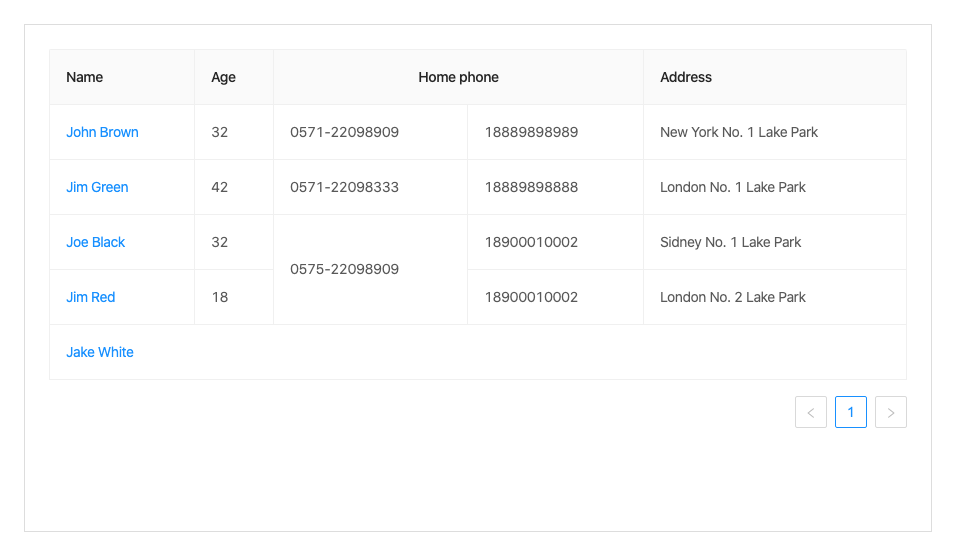 Name Age Home phone Address
John Brown 32 0571-22098909 18889898989 New York No. 1 Lake Park
Jim Green 42 0571-22098333 18889898888 London No. 1 Lake Park
Joe Black 32 0575-22098909 18900010002 Sidney No. 1 Lake Park
Jim Red 18 18900010002 London No. 2 Lake Park
Jake White
< 1 >